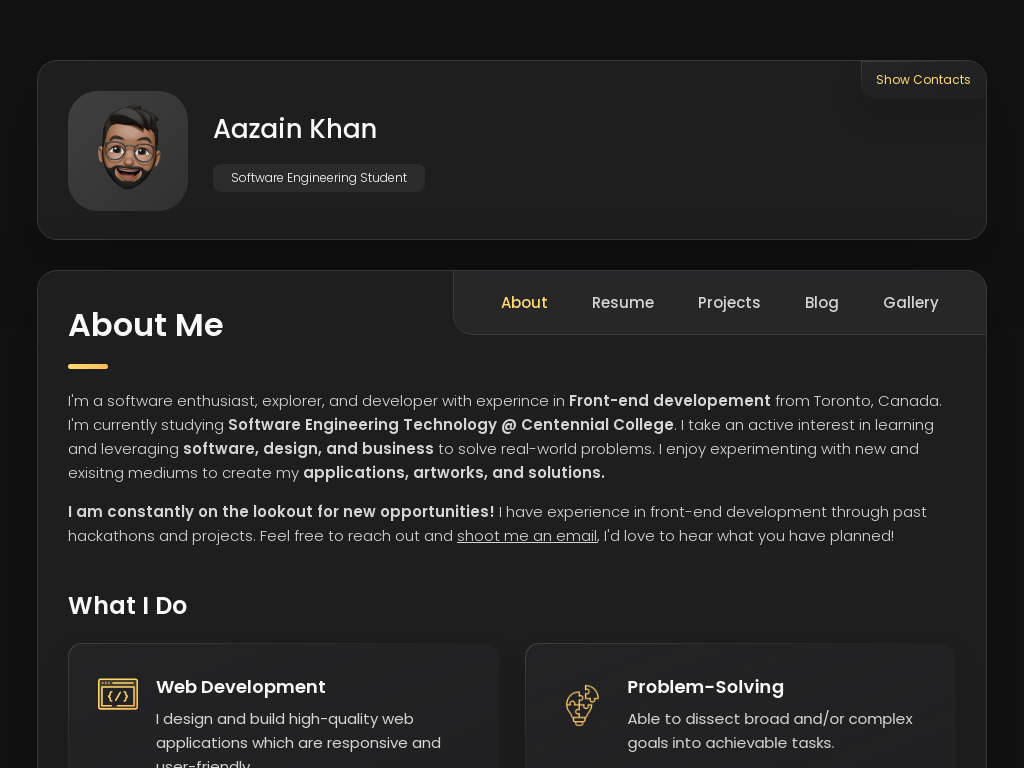 Show Contacts
Aazain Khan
Software Engineering Student
About Resume Projects Blog Gallery
About Me
I'm a software enthusiast, explorer, and developer with experince in Front-end developement from Toronto, Canada.
I'm currently studying Software Engineering Technology @ Centennial College. I take an active interest in learning
and leveraging software, design, and business to solve real-world problems. I enjoy experimenting with new and
exisitng mediums to create my applications, artworks, and solutions.
I am constantly on the lookout for new opportunities! I have experience in front-end development through past
hackathons and projects. Feel free to reach out and shoot me an email, I'd love to hear what you have planned!
What I Do
Web Development
I design and build high-quality web
applications which are responsive and
user-friendly.
Problem-Solving
Able to dissect broad and/or complex
goals into achievable tasks.